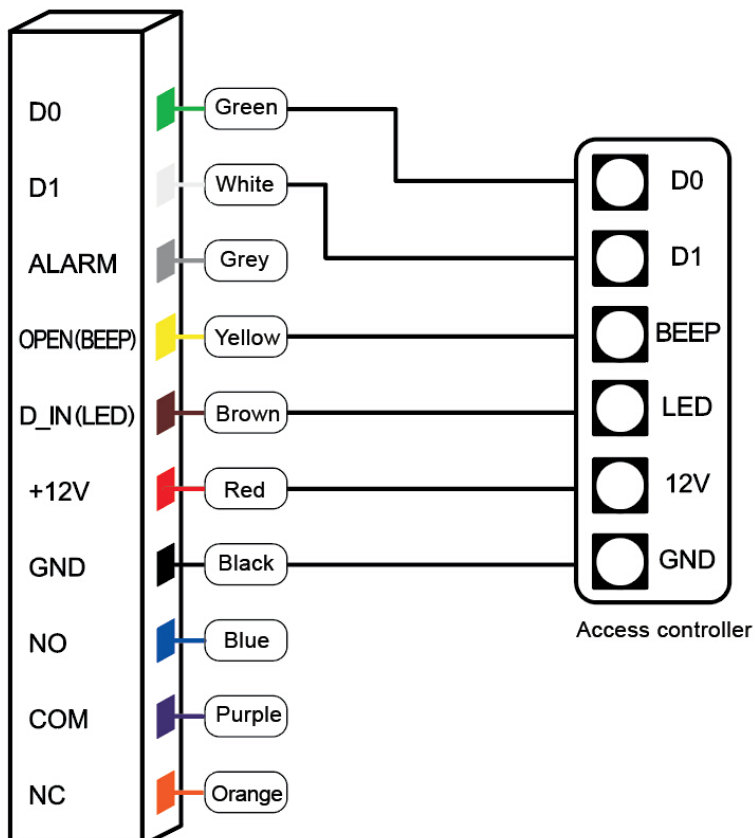 D0
Green
D1
White
ALARM
Grey
OPEN(BEEP)
Yellow
D_IN(LED)
Brown
+12V
Red
GND
Black
NO
Blue
COM
Purple
NC
Orange
D0
D1
BEEP
LED
12V
GND
Access controller